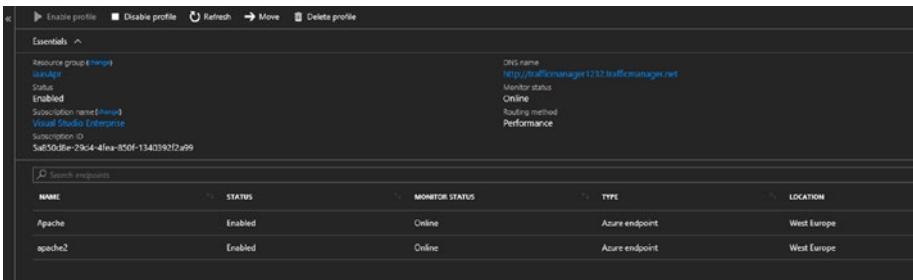 Enable profile Disable profile Refresh Move Delete profile
Essentials
Resource group (change)
iaasApr
Status
Enabled
Subscription name (change)
Visual Studio Enterprise
Subscription ID
5a850d8e-29d4-4fea-850f-1340392f2a99
DNS name
http://trafficmanager1232.trafficmanager.net
Monitor status
Online
Routing method
Performance
Search endpoints
NAME STATUS MONITOR STATUS TYPE LOCATION
Apache Enabled Online Azure endpoint West Europe
apache2 Enabled Online Azure endpoint West Europe